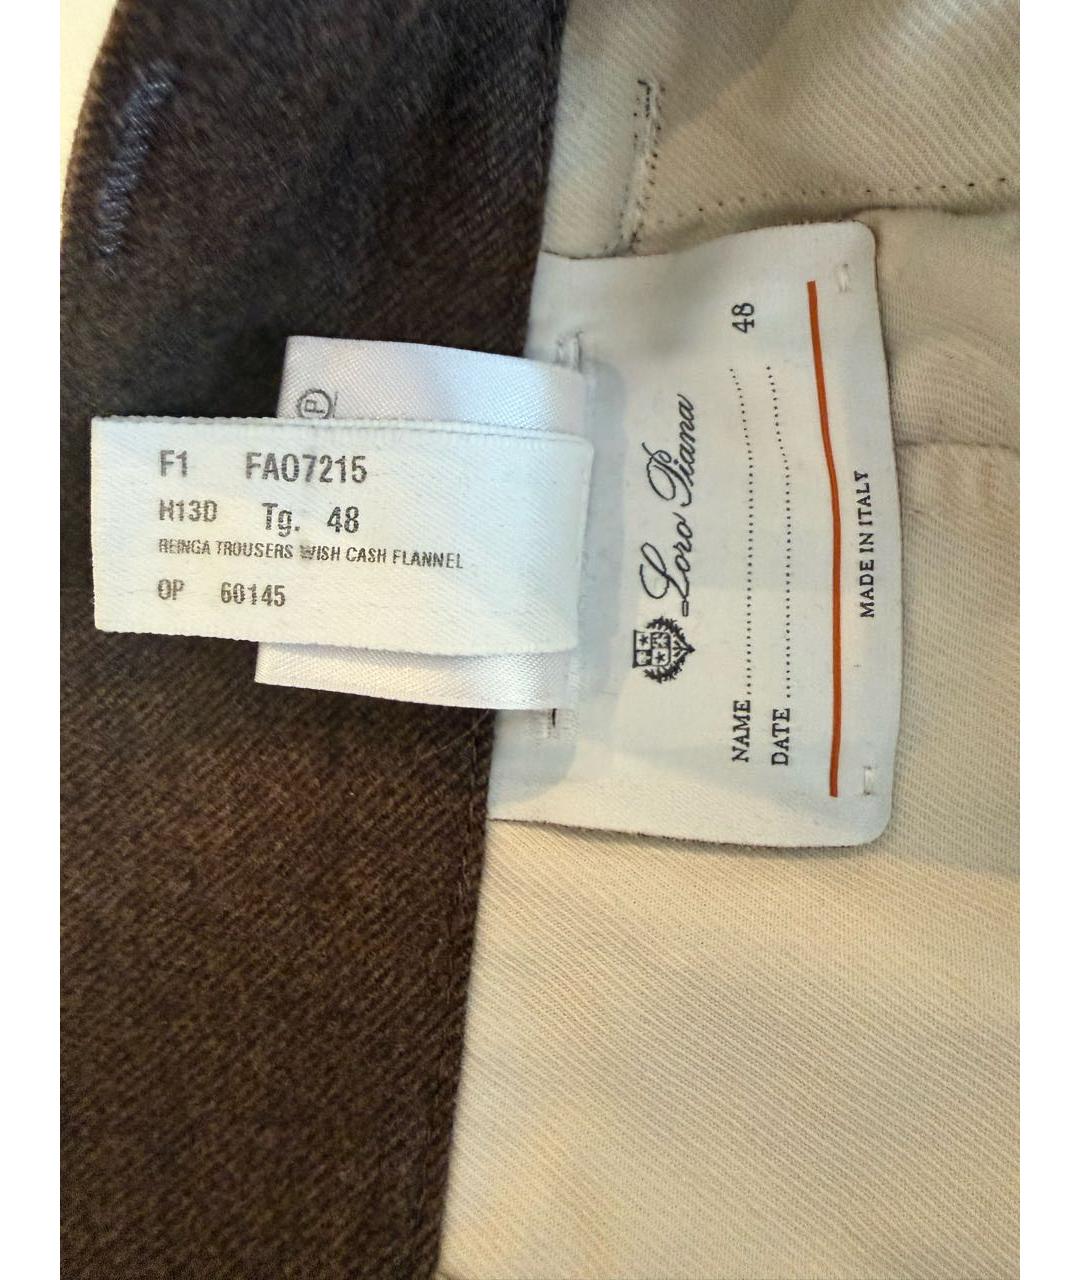 F1 FAO7215
H13D Tg. 48
REINGA TROUSERS WISH CASH FLANNEL
OP 60145
P
Loro Piana
48
NAME
DATE
MADE IN ITALY